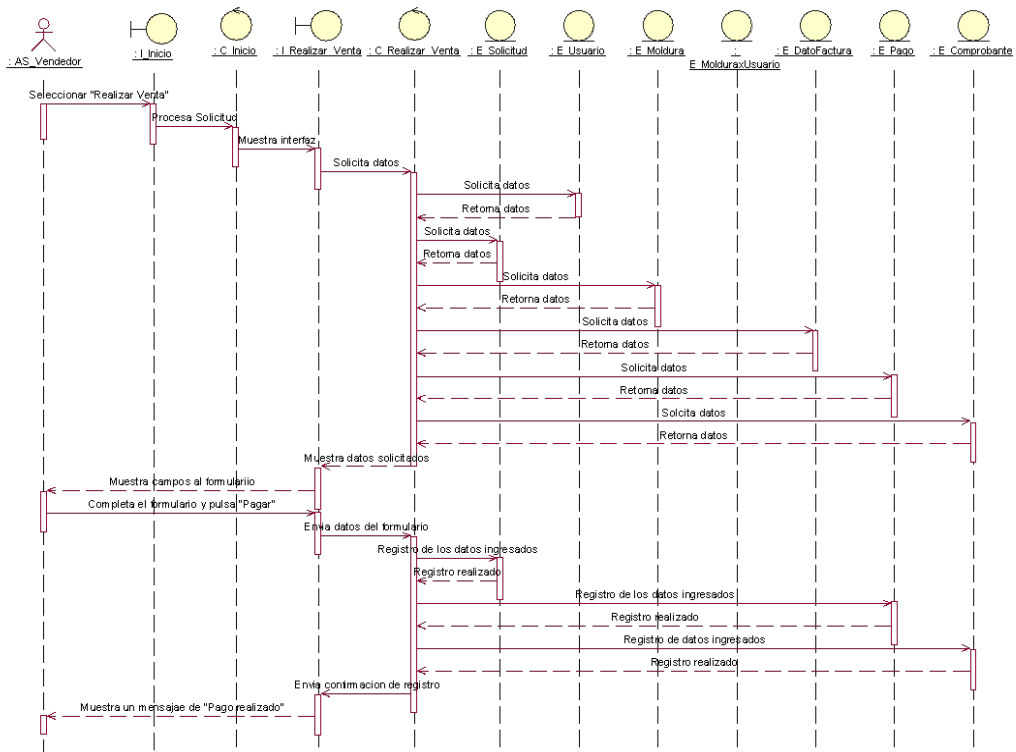 : AS_Vendedor
: I_Inicio
: C_Inicio
: I_Realizar_Venta
: C_Realizar_Venta
: E_Solicitud
: E_Usuario
: E_Moldura
:
E_MolduraxUsuario
: E_DatoFactura
: E_Pago
: E_Comprobante
Seleccionar "Realizar Venta"
Procesa Solicitud
Muestra interfaz
Solicita datos
Solicita datos
Retorna datos
Solicita datos
Retorna datos
Solicita datos
Retorna datos
Solicita datos
Retorna datos
Solicita datos
Retorna datos
Solcita datos
Retorna datos
Muestra datos solicitados
Muestra campos al formulariio
Completa el formulario y pulsa "Pagar"
Envia datos del formulario
Registro de los datos ingresados
Registro realizado
Registro de los datos ingresados
Registro realizado
Registro de datos ingresados
Registro realizado
Envia confirmacion de registro
Muestra un mensajae de "Pago realizado"